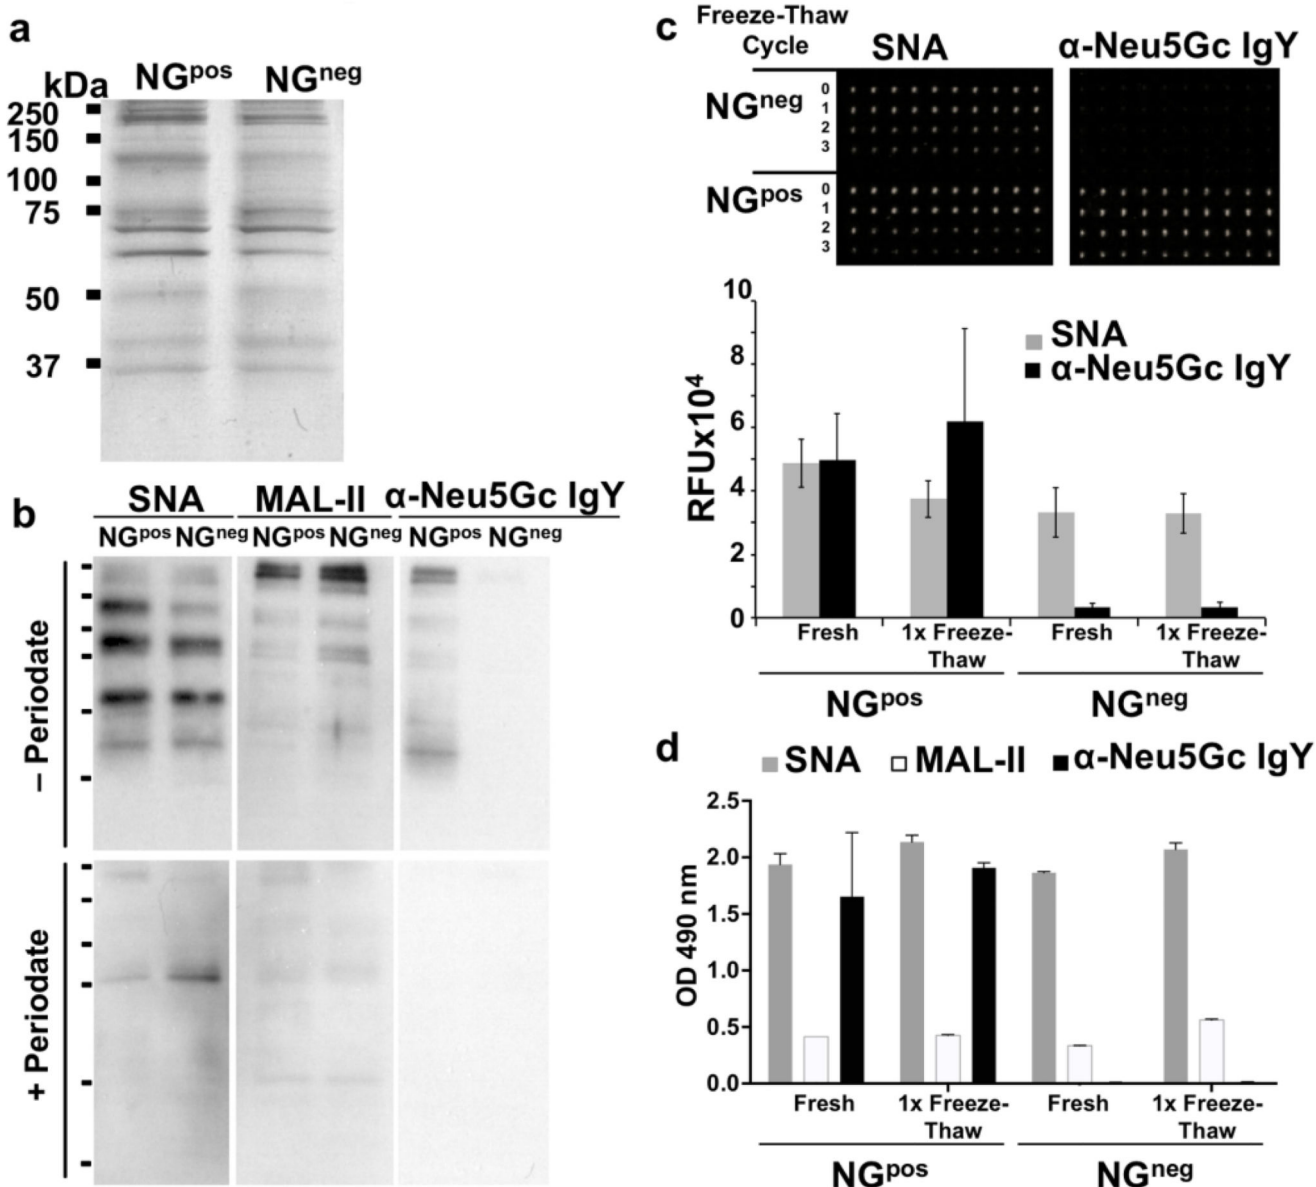 a
kDa NGpos NGneg
250
150
100
75
50
37
b
SNA MAL-II α-Neu5Gc IgY
NGpos NGneg NGpos NGneg NGpos NGneg
– Periodate
+ Periodate
c
Freeze-Thaw
Cycle
SNA α-Neu5Gc IgY
NGneg
0
1
2
3
NGpos
0
1
2
3
RFUx10⁴
10
8
6
4
2
0
SNA
α-Neu5Gc IgY
Fresh 1x Freeze- Fresh 1x Freeze-
Thaw Thaw
NGpos NGneg
d
SNA MAL-II α-Neu5Gc IgY
OD 490 nm
2.5
2.0
1.5
1.0
0.5
0.0
Fresh 1x Freeze- Fresh 1x Freeze-
Thaw Thaw
NGpos NGneg